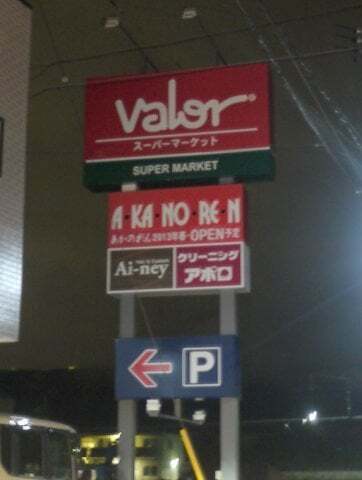 valor
スーパーマーケット
SUPER MARKET
A・KA・NO・RE・N
あかのれん2013年春・OPEN予定
Ai-ney
クリーニング
アポロ
P